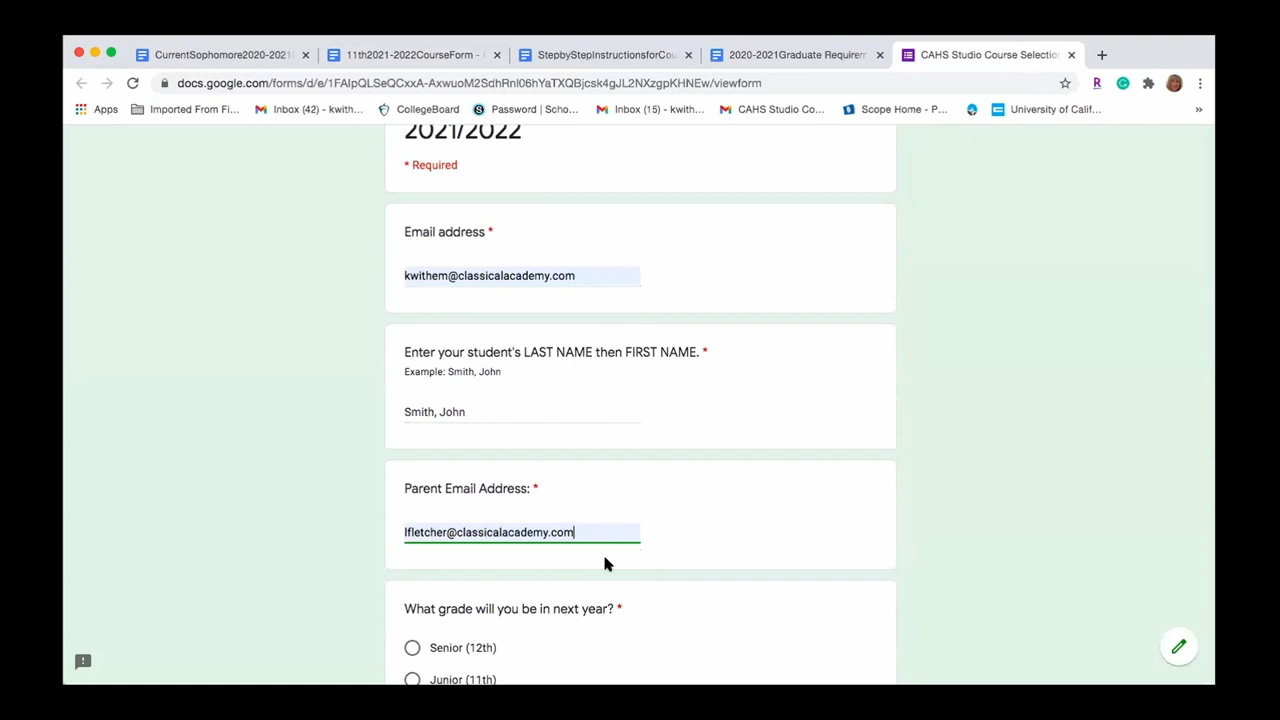 CurrentSophomore2020-2021
11th2021-2022CourseForm -
StepbyStepInstructionsforCou
2020-2021Graduate Requirem
CAHS Studio Course Selection
docs.google.com/forms/d/e/1FAIpQLSeQCxxA-AxwuoM2SdhRnl06hYaTXQBjcsk4gJL2NXzgpKHNEw/viewform
Apps
Imported From Fi...
Inbox (42) - kwith...
CollegeBoard
Password | Scho...
Inbox (15) - kwith...
CAHS Studio Co...
Scope Home - P...
University of Calif...
2021/2022
* Required
Email address *
kwithem@classicalacademy.com
Enter your student's LAST NAME then FIRST NAME. *
Example: Smith, John
Smith, John
Parent Email Address: *
lfletcher@classicalacademy.com
What grade will you be in next year? *
Senior (12th)
Junior (11th)